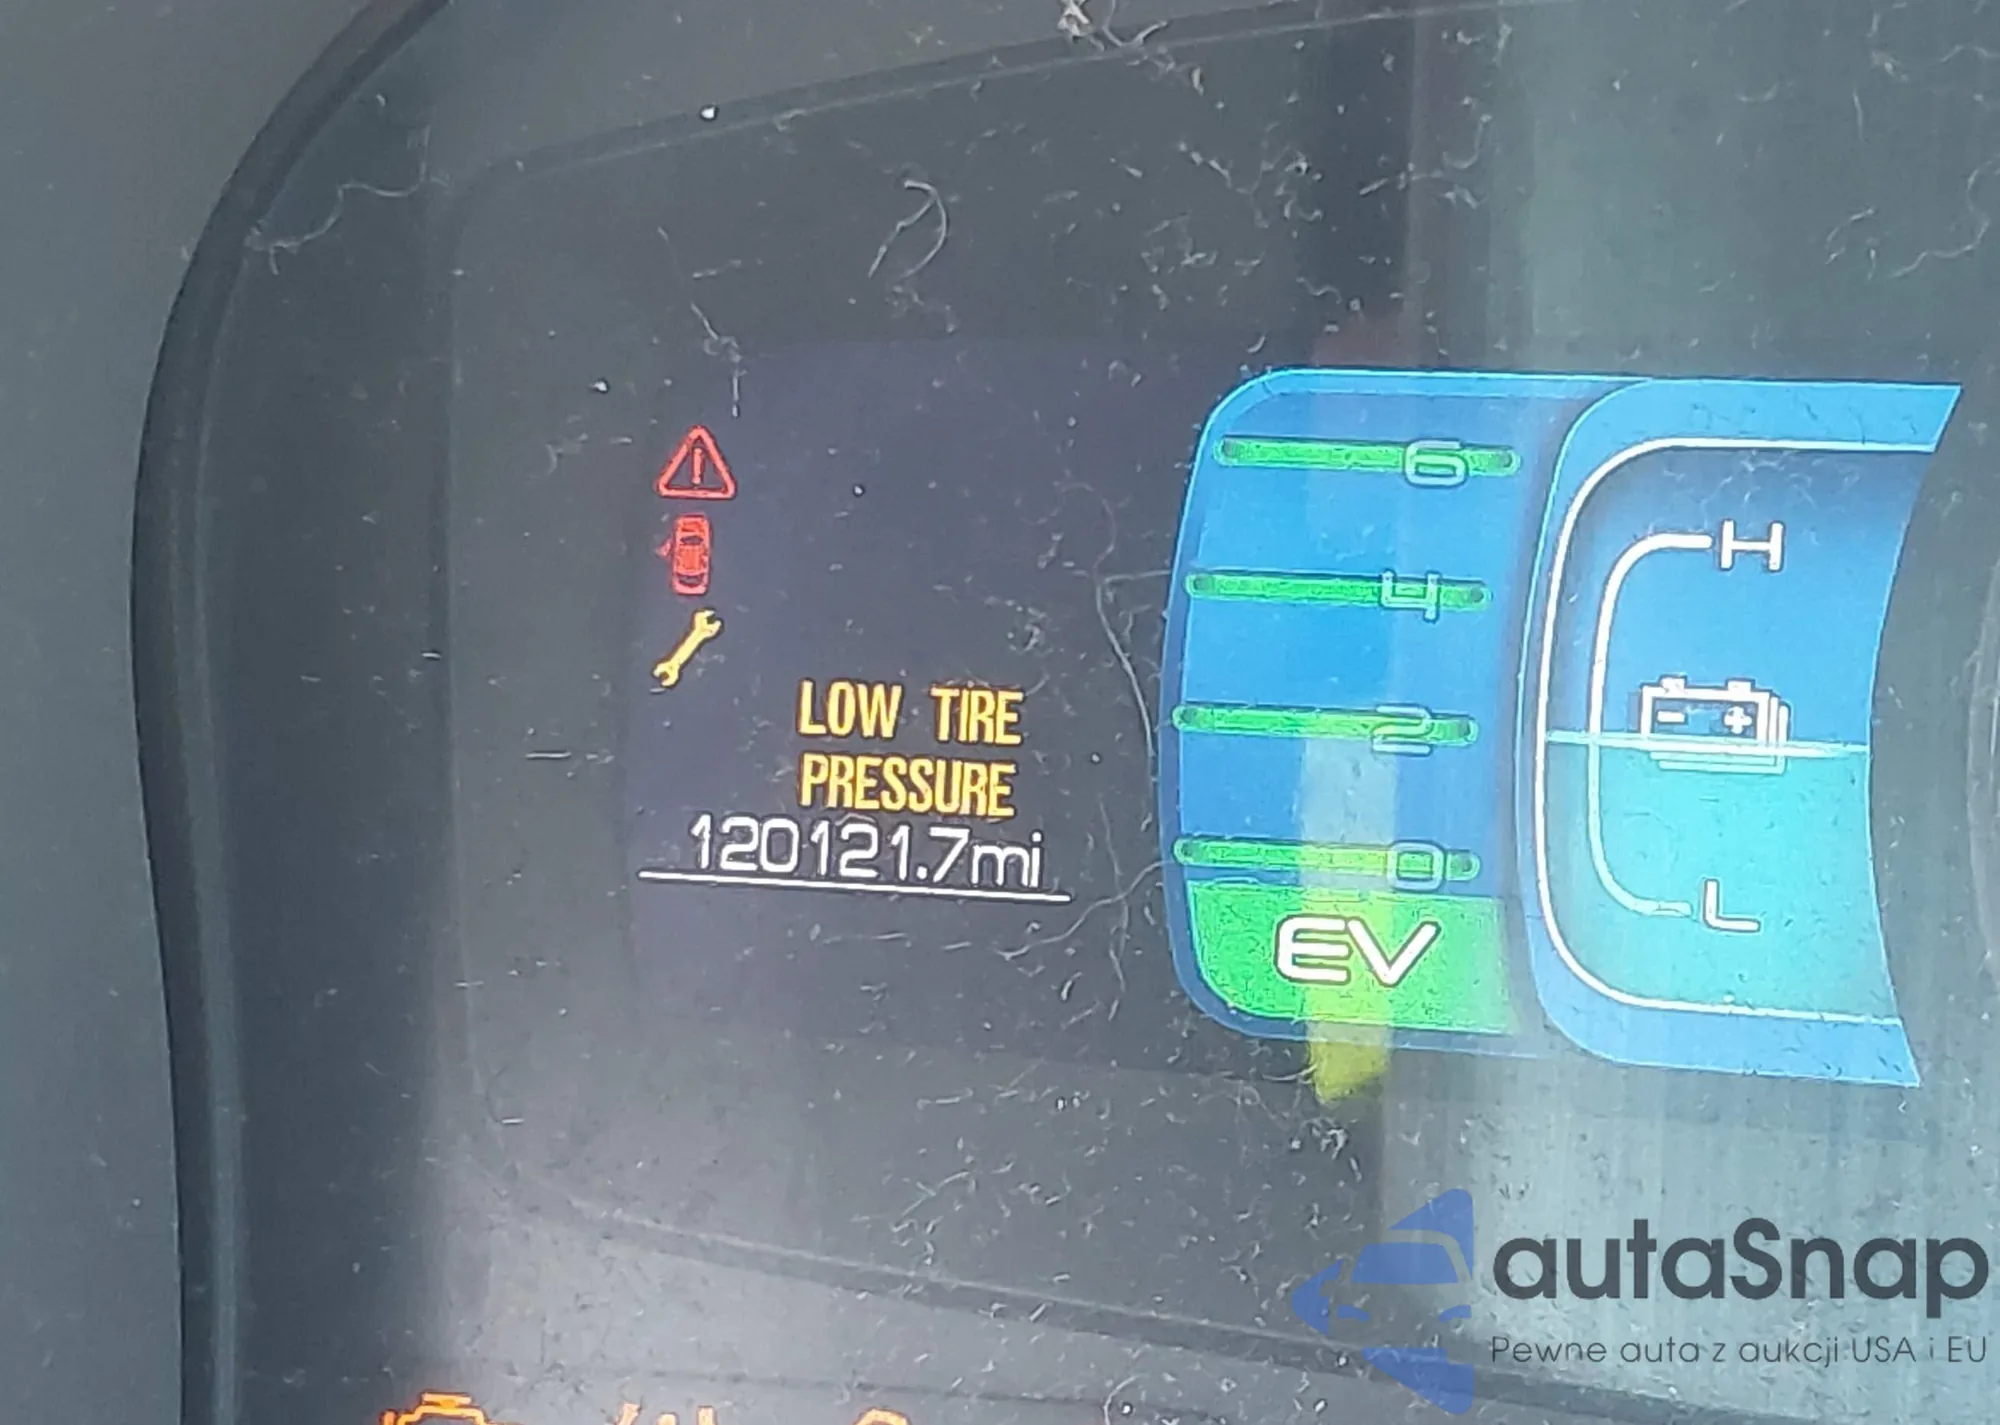 LOW TIRE
PRESSURE
120121.7mi
6
4
2
0
EV
H
- +
L
autaSnap
Pewne auta z aukcji USA i EU